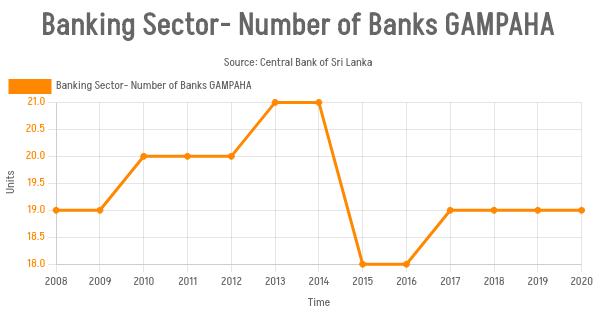 Banking Sector- Number of Banks GAMPAHA
Source: Central Bank of Sri Lanka
Banking Sector- Number of Banks GAMPAHA
21.0
20.5
20.0
19.5
19.0
18.5
18.0
Units
2008 2009 2010 2011 2012 2013 2014 2015 2016 2017 2018 2019 2020
Time